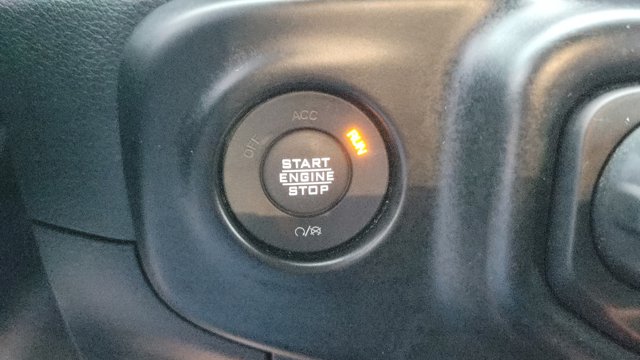 ACC
OFF
RUN
START
ENGINE
STOP